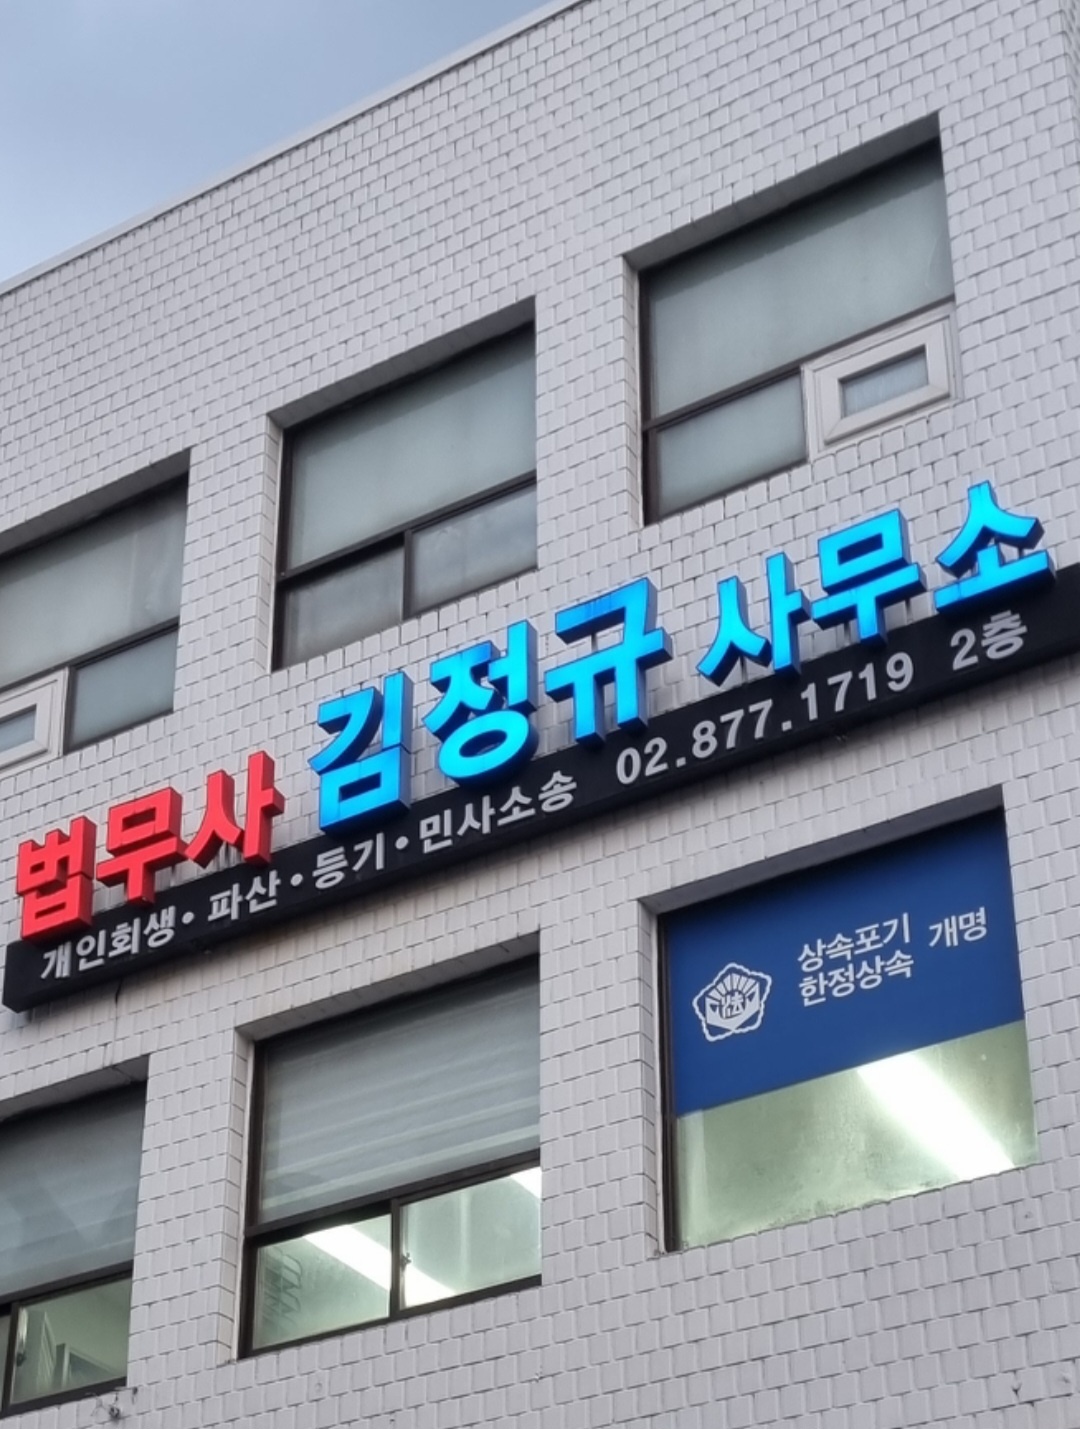 법무사 김정규 사무소
개인회생 · 파산 · 등기 · 민사소송 02.877.1719 2층
상속포기 개명
한정상속
法